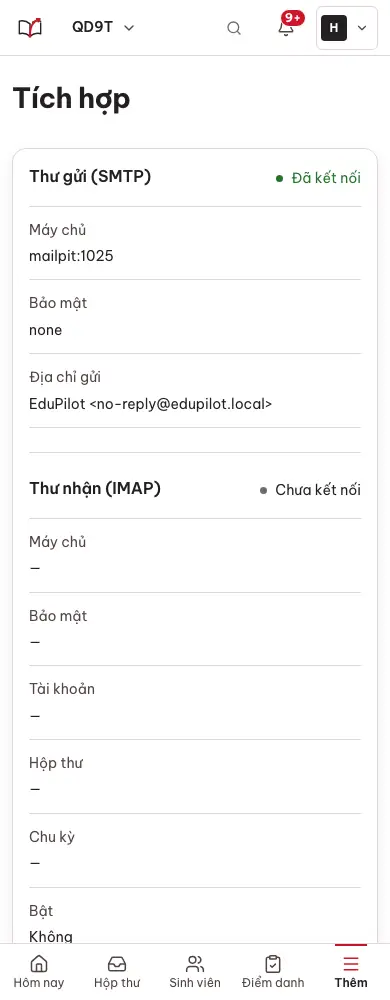 QD9T
9+
H
Tích hợp
Thư gửi (SMTP)
Đã kết nối
Máy chủ
mailpit:1025
Bảo mật
none
Địa chỉ gửi
EduPilot <no-reply@edupilot.local>
Thư nhận (IMAP)
Chưa kết nối
Máy chủ
—
Bảo mật
—
Tài khoản
—
Hộp thư
—
Chu kỳ
—
Bật
Không
Hôm nay
Hộp thư
Sinh viên
Điểm danh
Thêm